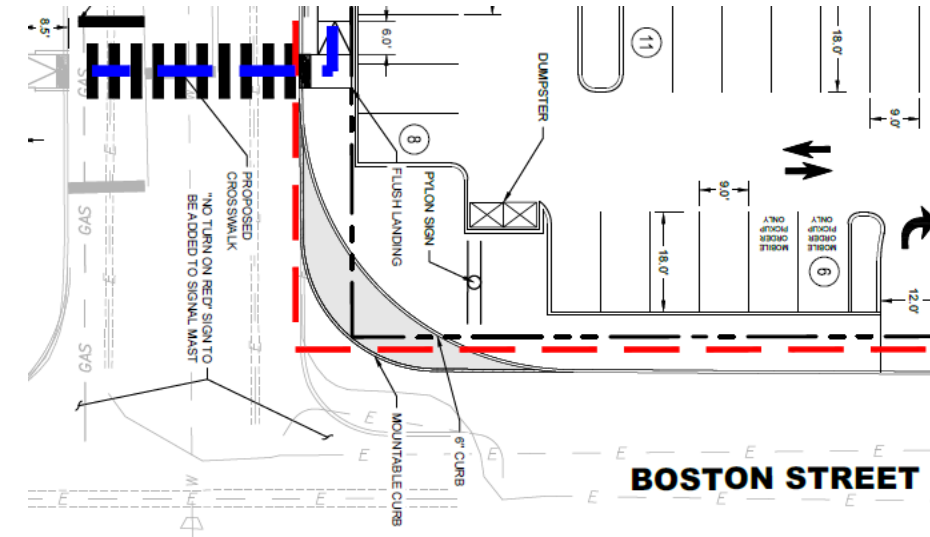 8.5'
6.0'
11
18.0'
9.0'
DUMPSTER
GAS
E
W
8
PROPOSED
CROSSWALK
"NO TURN ON RED" SIGN TO
BE ADDED TO SIGNAL MAST
FLUSH LANDING
PYLON SIGN
9.0'
18.0'
MOBILE
ORDER
PICKUP
ONLY
MOBILE
ORDER
PICKUP
ONLY
6
12.0'
GAS
E
GAS
E
E
MOUNTABLE CURB
6" CURB
E
E
E
E
E
BOSTON STREET
E
E
E
E
E
E
E
W